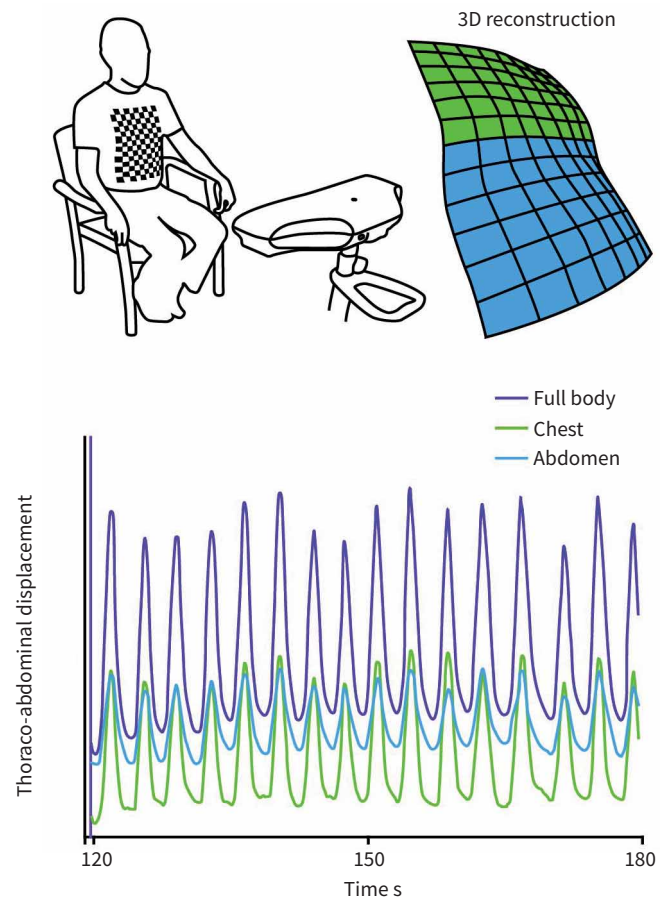 3D reconstruction
Full body
Chest
Abdomen
Thoraco-abdominal displacement
120
150
180
Time s